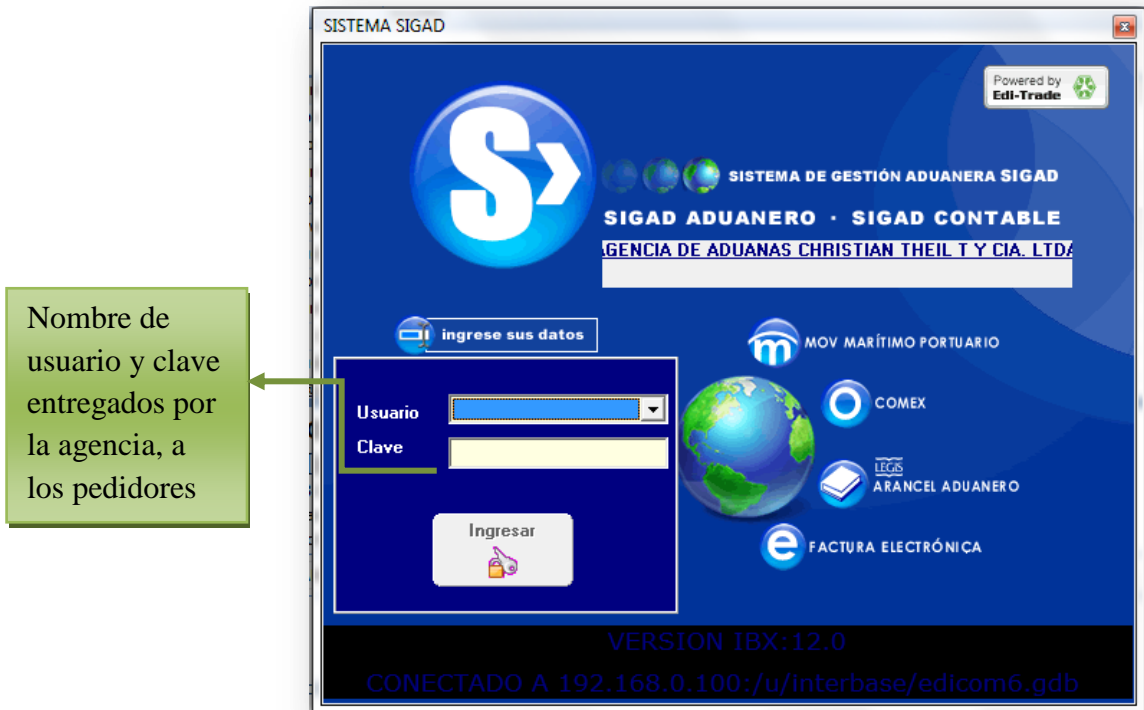 SISTEMA SIGAD
Powered by
Edi-Trade
S
SISTEMA DE GESTIÓN ADUANERA SIGAD
SIGAD ADUANERO · SIGAD CONTABLE
AGENCIA DE ADUANAS CHRISTIAN THEIL T Y CIA. LTDA
Nombre de
usuario y clave
entregados por
la agencia, a
los pedidores
ingrese sus datos
Usuario
Clave
Ingresar
MOV MARÍTIMO PORTUARIO
COMEX
LEGIS
ARANCEL ADUANERO
e
FACTURA ELECTRÓNICA
VERSION IBX:12.0
CONECTADO A 192.168.0.100:/u/interbase/edicom6.gdb